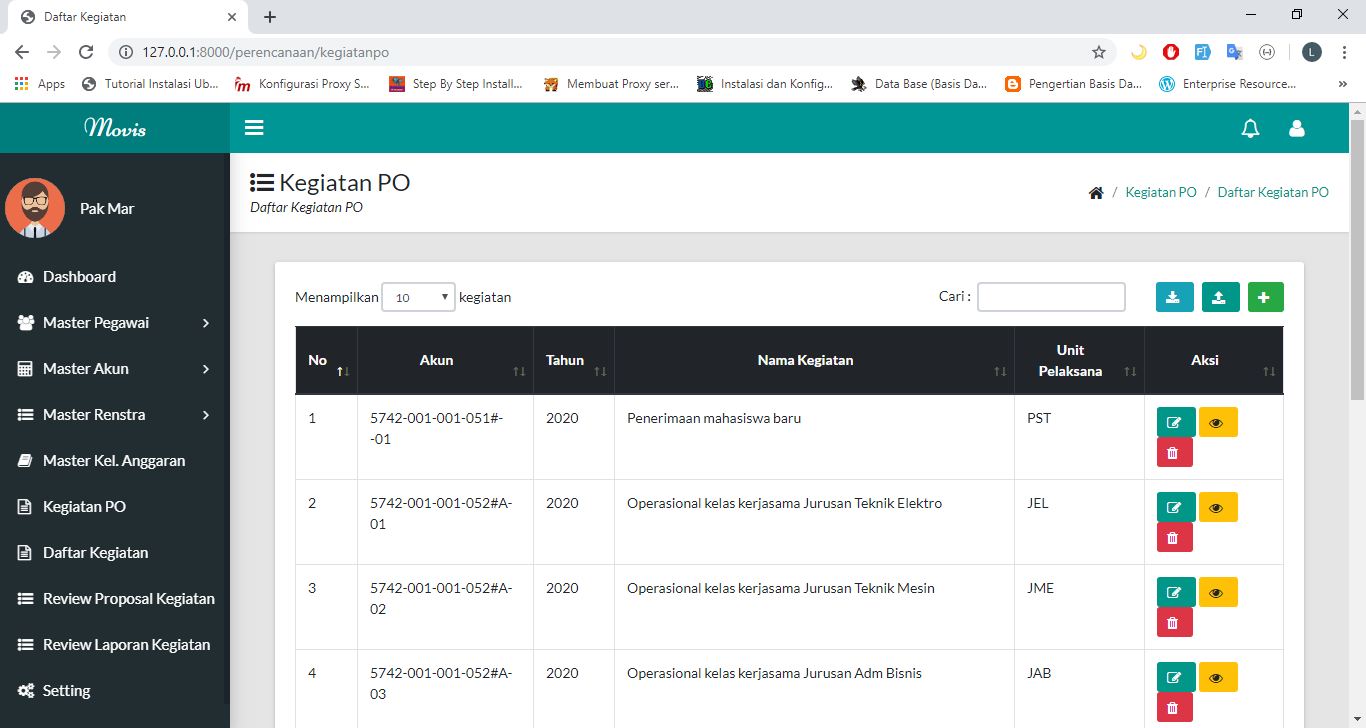 Daftar Kegiatan
127.0.0.1:8000/perencanaan/kegiatanpo
L
Apps
Tutorial Instalasi Ub...
Konfigurasi Proxy S...
Step By Step Install...
Membuat Proxy ser...
Instalasi dan Konfig...
Data Base (Basis Da...
Pengertian Basis Da...
Enterprise Resource...
Movis
Pak Mar
Dashboard
Master Pegawai
Master Akun
Master Renstra
Master Kel. Anggaran
Kegiatan PO
Daftar Kegiatan
Review Proposal Kegiatan
Review Laporan Kegiatan
Setting
Kegiatan PO
Daftar Kegiatan PO
/ Kegiatan PO / Daftar Kegiatan PO
Menampilkan 10 kegiatan
Cari :
No Akun Tahun Nama Kegiatan Unit Pelaksana Aksi
1 5742-001-001-051#--01 2020 Penerimaan mahasiswa baru PST
2 5742-001-001-052#A-01 2020 Operasional kelas kerjasama Jurusan Teknik Elektro JEL
3 5742-001-001-052#A-02 2020 Operasional kelas kerjasama Jurusan Teknik Mesin JME
4 5742-001-001-052#A-03 2020 Operasional kelas kerjasama Jurusan Adm Bisnis JAB